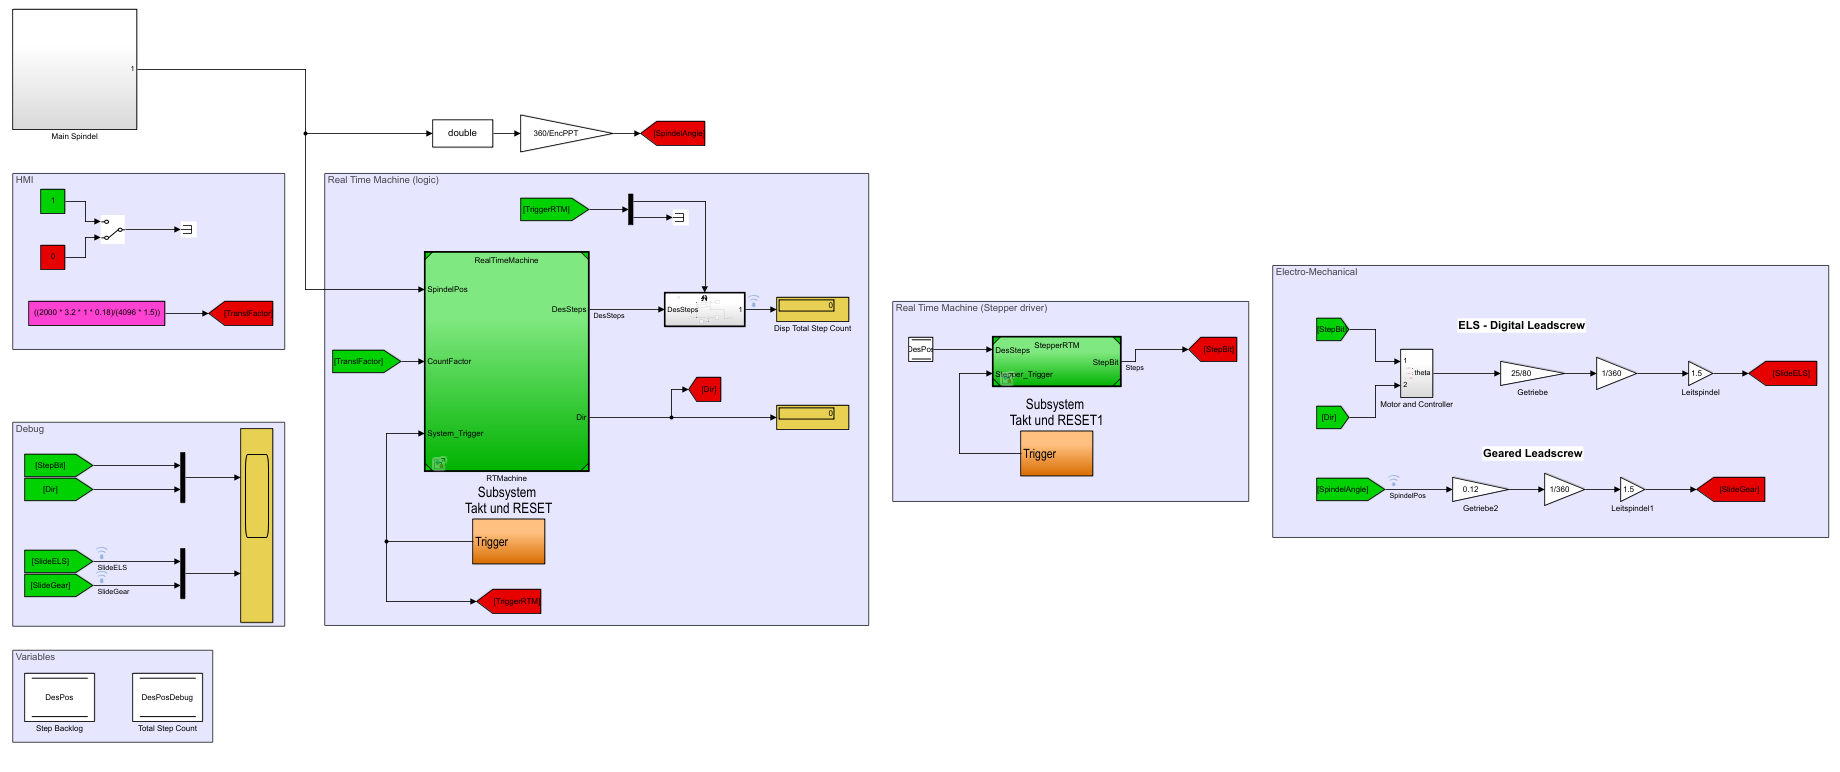 1
Main Spindel
double
360/EncPPT
[SpindelAngle]
HMI
1
0
((2000 * 3.2 * 1 * 0.18)/(4096 * 1.5))
[TranslFactor]
Debug
[StepBit]
[Dir]
[SlideELS]
SlideELS
[SlideGear]
SlideGear
Variables
DesPos
Step Backlog
DesPosDebug
Total Step Count
Real Time Machine (logic)
[TriggerRTM]
RealTimeMachine
SpindelPos
DesSteps
DesSteps
DesSteps
1
0
Disp Total Step Count
[TranslFactor]
CountFactor
[Dir]
Dir
0
System_Trigger
RTMachine
Subsystem
Takt und RESET
Trigger
[TriggerRTM]
Real Time Machine (Stepper driver)
DesPos
StepperRTM
DesSteps
StepBit
Stepper_Trigger
Steps
[StepBit]
Subsystem
Takt und RESET1
Trigger
Electro-Mechanical
ELS - Digital Leadscrew
[StepBit]
1
theta
2
Motor and Controller
[Dir]
25/80
Getriebe
1/360
1.5
Leitspindel
[SlideELS]
Geared Leadscrew
[SpindelAngle]
SpindelPos
0.12
Getriebe2
1/360
1.5
Leitspindel1
[SlideGear]